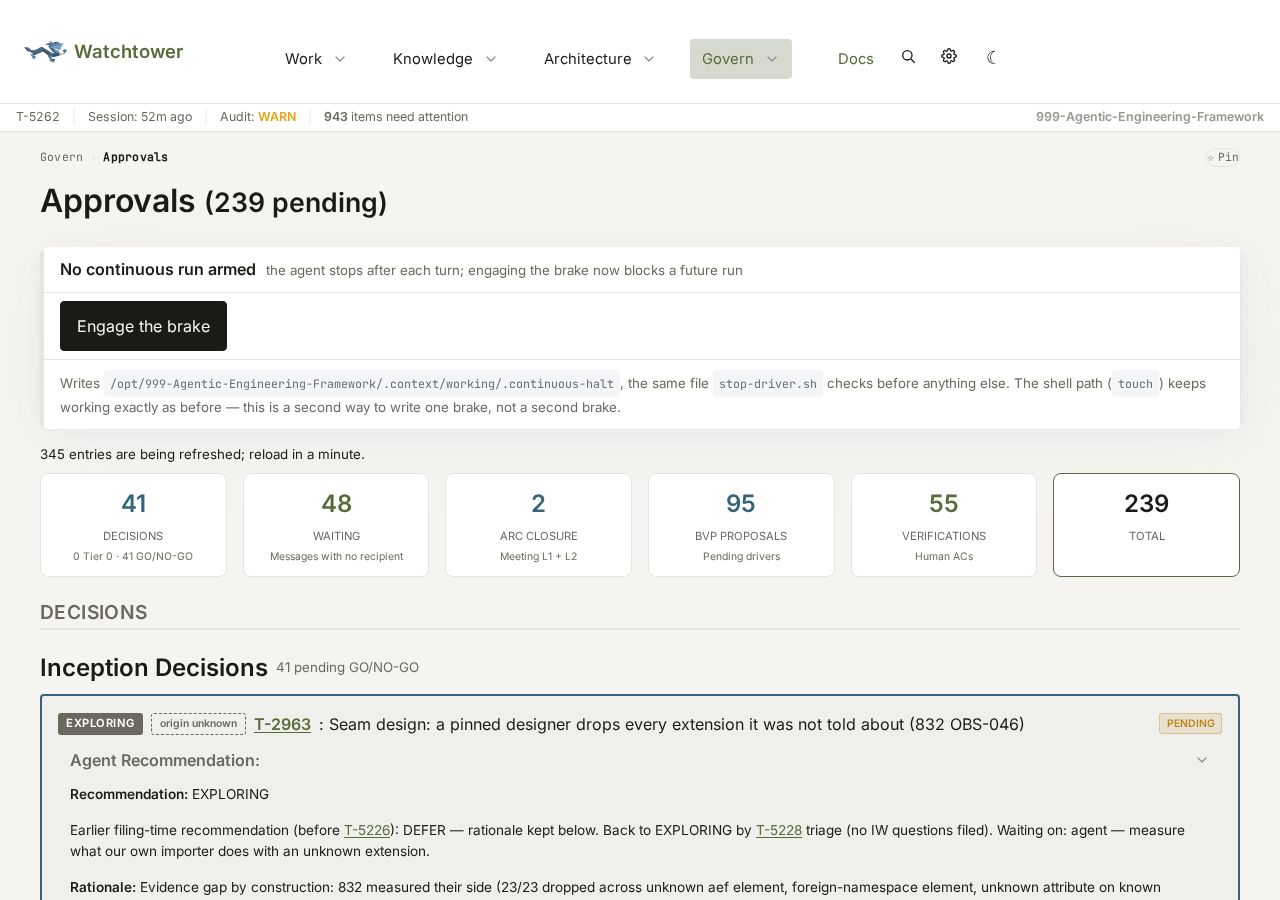 Watchtower
Work
Knowledge
Architecture
Govern
Docs
T-5262
Session: 52m ago
Audit: WARN
943 items need attention
999-Agentic-Engineering-Framework
Govern › Approvals
☆ Pin
Approvals (239 pending)
No continuous run armed the agent stops after each turn; engaging the brake now blocks a future run
Engage the brake
Writes /opt/999-Agentic-Engineering-Framework/.context/working/.continuous-halt, the same file stop-driver.sh checks before anything else. The shell path (touch) keeps
working exactly as before — this is a second way to write one brake, not a second brake.
345 entries are being refreshed; reload in a minute.
41
DECISIONS
0 Tier 0 · 41 GO/NO-GO
48
WAITING
Messages with no recipient
2
ARC CLOSURE
Meeting L1 + L2
95
BVP PROPOSALS
Pending drivers
55
VERIFICATIONS
Human ACs
239
TOTAL
DECISIONS
Inception Decisions 41 pending GO/NO-GO
EXPLORING origin unknown T-2963 : Seam design: a pinned designer drops every extension it was not told about (832 OBS-046) PENDING
Agent Recommendation:
Recommendation: EXPLORING
Earlier filing-time recommendation (before T-5226): DEFER — rationale kept below. Back to EXPLORING by T-5228 triage (no IW questions filed). Waiting on: agent — measure
what our own importer does with an unknown extension.
Rationale: Evidence gap by construction: 832 measured their side (23/23 dropped across unknown aef element, foreign-namespace element, unknown attribute on known